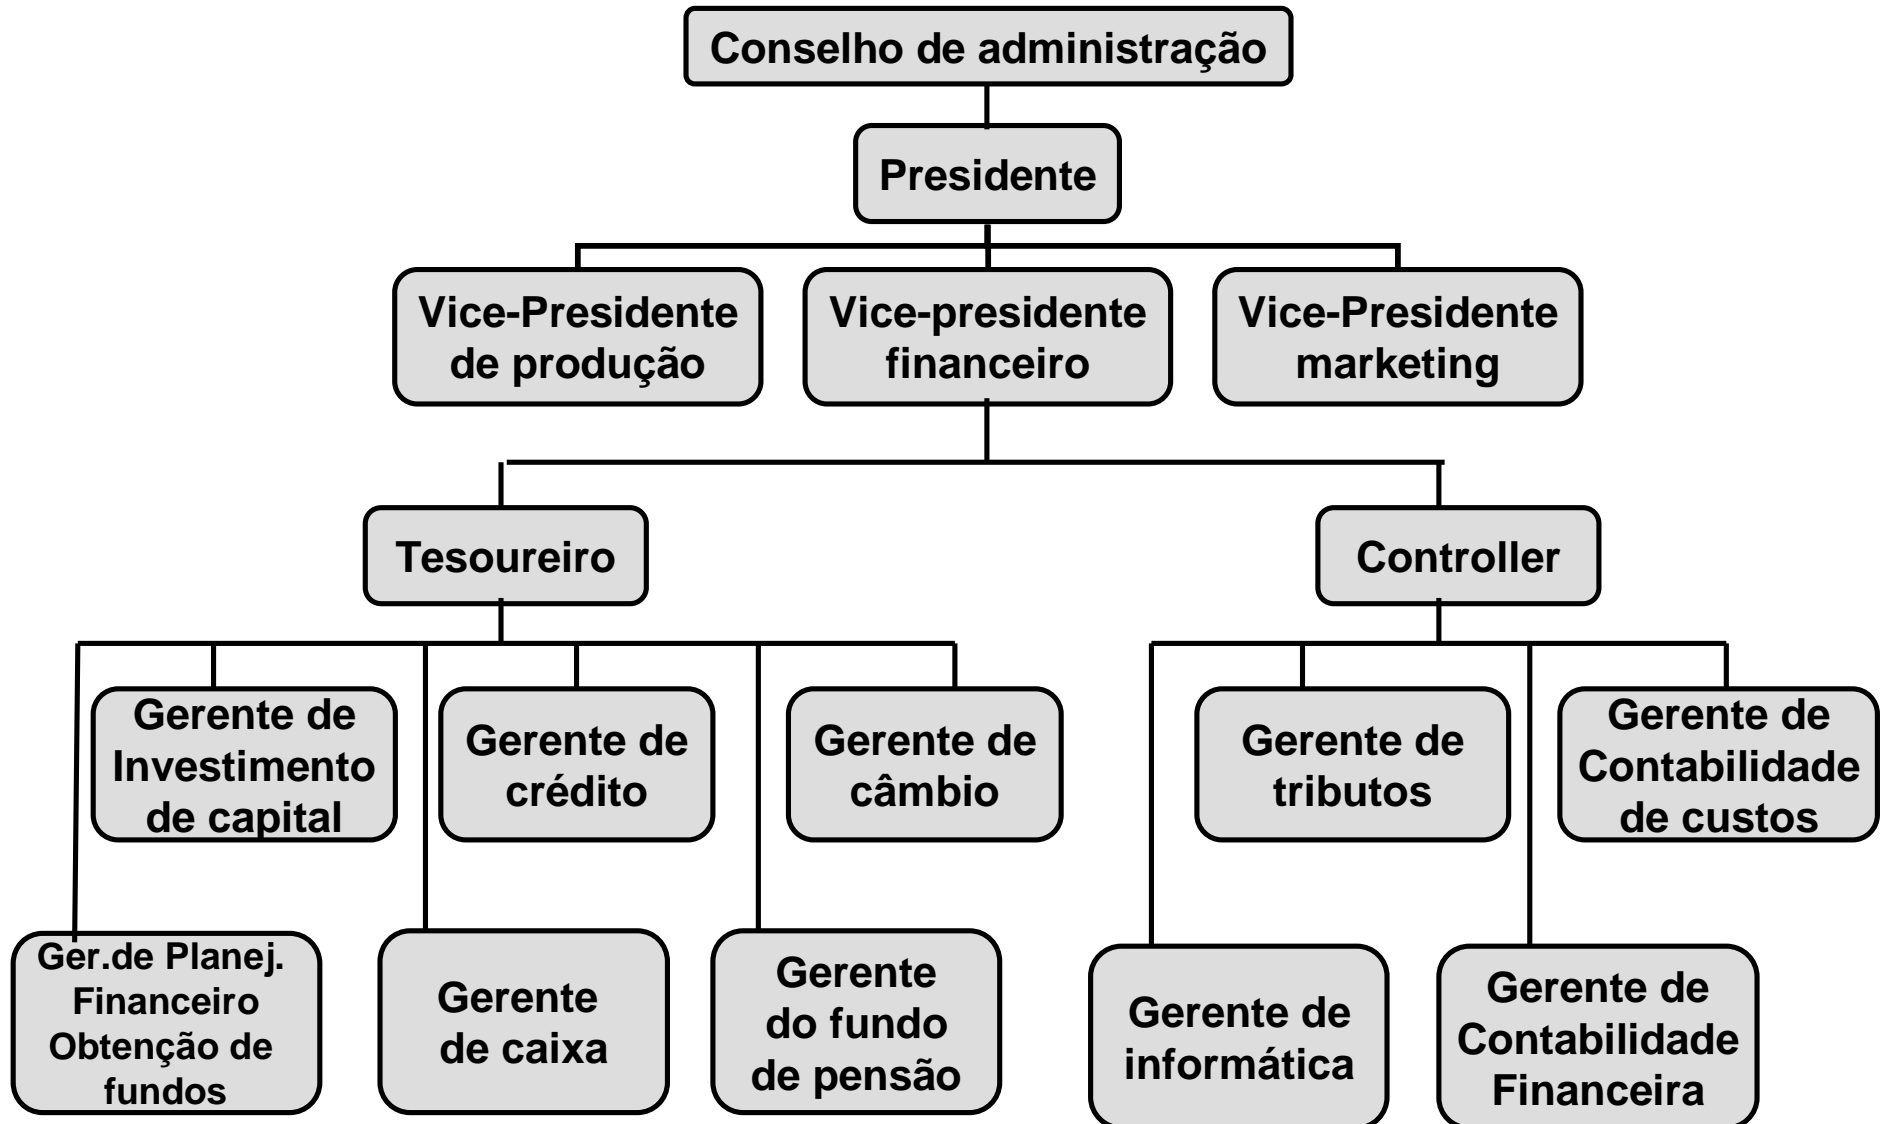 Conselho de administração
Presidente
Vice-Presidente
de produção
Vice-presidente
financeiro
Vice-Presidente
marketing
Tesoureiro
Controller
Gerente de
Investimento
de capital
Gerente de
crédito
Gerente de
câmbio
Gerente de
tributos
Gerente de
Contabilidade
de custos
Ger.de Planej.
Financeiro
Obtenção de
fundos
Gerente
de caixa
Gerente
do fundo
de pensão
Gerente de
informática
Gerente de
Contabilidade
Financeira